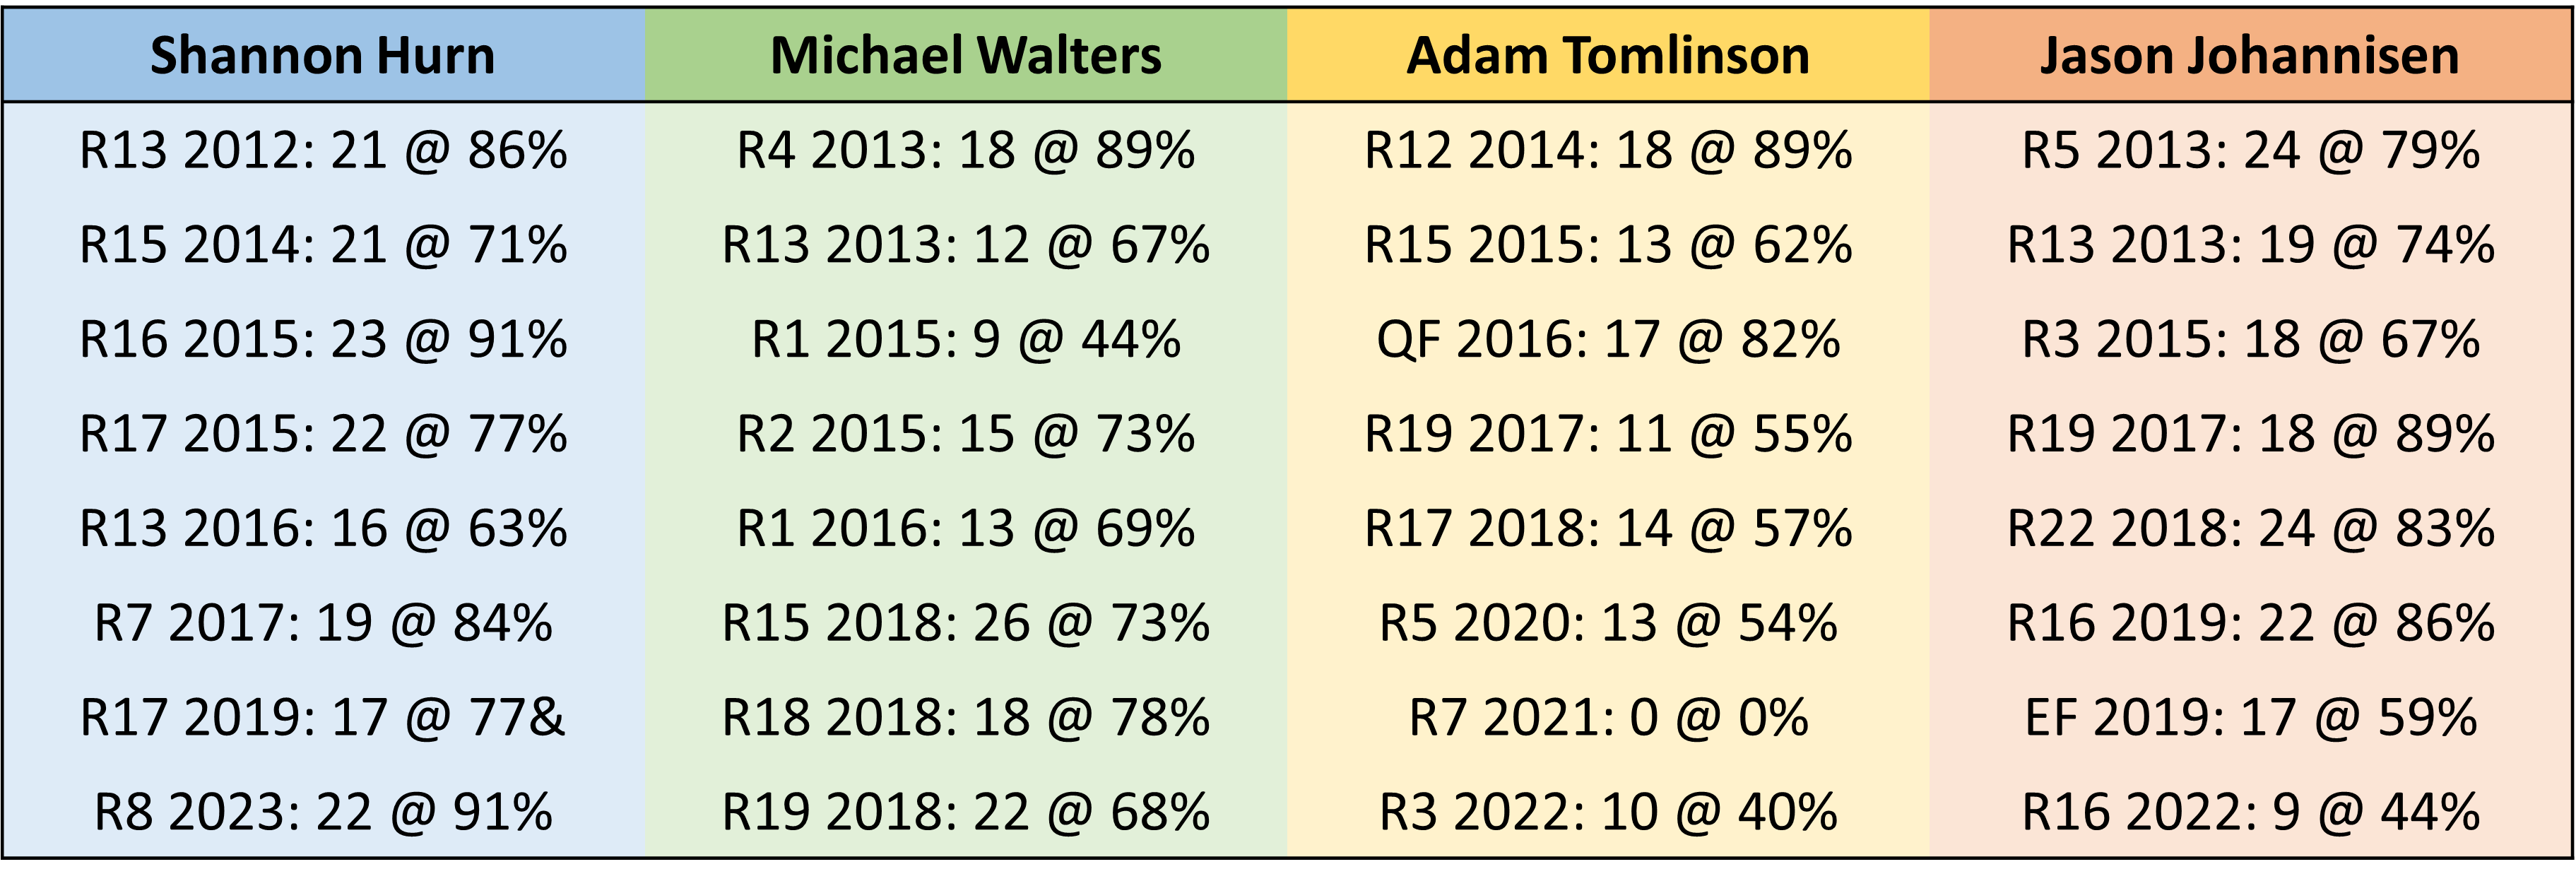 Shannon Hurn Michael Walters Adam Tomlinson Jason Johannisen
R13 2012: 21 @ 86% R4 2013: 18 @ 89% R12 2014: 18 @ 89% R5 2013: 24 @ 79%
R15 2014: 21 @ 71% R13 2013: 12 @ 67% R15 2015: 13 @ 62% R13 2013: 19 @ 74%
R16 2015: 23 @ 91% R1 2015: 9 @ 44% QF 2016: 17 @ 82% R3 2015: 18 @ 67%
R17 2015: 22 @ 77% R2 2015: 15 @ 73% R19 2017: 11 @ 55% R19 2017: 18 @ 89%
R13 2016: 16 @ 63% R1 2016: 13 @ 69% R17 2018: 14 @ 57% R22 2018: 24 @ 83%
R7 2017: 19 @ 84% R15 2018: 26 @ 73% R5 2020: 13 @ 54% R16 2019: 22 @ 86%
R17 2019: 17 @ 77& R18 2018: 18 @ 78% R7 2021: 0 @ 0% EF 2019: 17 @ 59%
R8 2023: 22 @ 91% R19 2018: 22 @ 68% R3 2022: 10 @ 40% R16 2022: 9 @ 44%